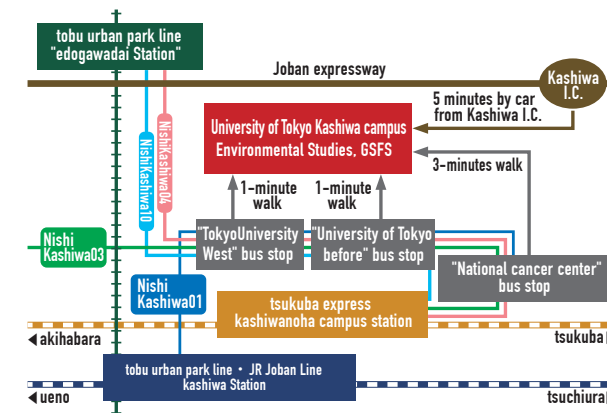 tobu urban park line
"edogawadai Station"
Joban expressway
Kashiwa
I.C.
5 minutes by car
from Kashiwa I.C.
University of Tokyo Kashiwa campus
Environmental Studies, GSFS
3-minutes walk
NishiKashiwa04
NishiKashiwa10
1-minute
walk
1-minute
walk
Nishi
Kashiwa03
"TokyoUniversity
West" bus stop
"University of Tokyo
before" bus stop
"National cancer center"
bus stop
Nishi
Kashiwa01
tsukuba express
kashiwanoha campus station
akihabara
tsukuba
tobu urban park line・JR Joban Line
kashiwa Station
ueno
tsuchiura